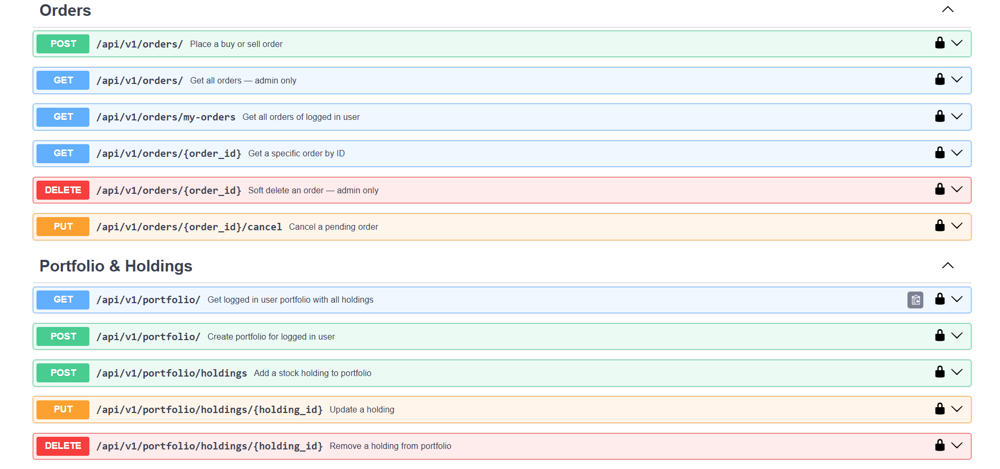 Orders
POST /api/v1/orders/ Place a buy or sell order
GET /api/v1/orders/ Get all orders — admin only
GET /api/v1/orders/my-orders Get all orders of logged in user
GET /api/v1/orders/{order_id} Get a specific order by ID
DELETE /api/v1/orders/{order_id} Soft delete an order — admin only
PUT /api/v1/orders/{order_id}/cancel Cancel a pending order
Portfolio & Holdings
GET /api/v1/portfolio/ Get logged in user portfolio with all holdings
POST /api/v1/portfolio/ Create portfolio for logged in user
POST /api/v1/portfolio/holdings Add a stock holding to portfolio
PUT /api/v1/portfolio/holdings/{holding_id} Update a holding
DELETE /api/v1/portfolio/holdings/{holding_id} Remove a holding from portfolio